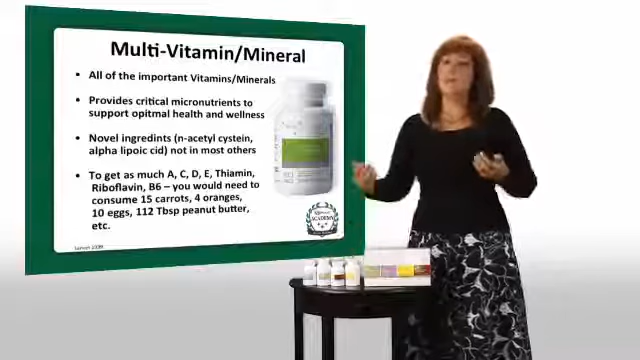 Multi-Vitamin/Mineral
• All of the important Vitamins/Minerals
• Provides critical micronutrients to
support opitmal health and wellness
• Novel ingredints (n-acetyl cystein,
alpha lipoic cid) not in most others
• To get as much A, C, D, E, Thiamin,
Riboflavin, B6 – you would need to
consume 15 carrots, 4 oranges,
10 eggs, 112 Tbsp peanut butter,
etc.
ACADEMY